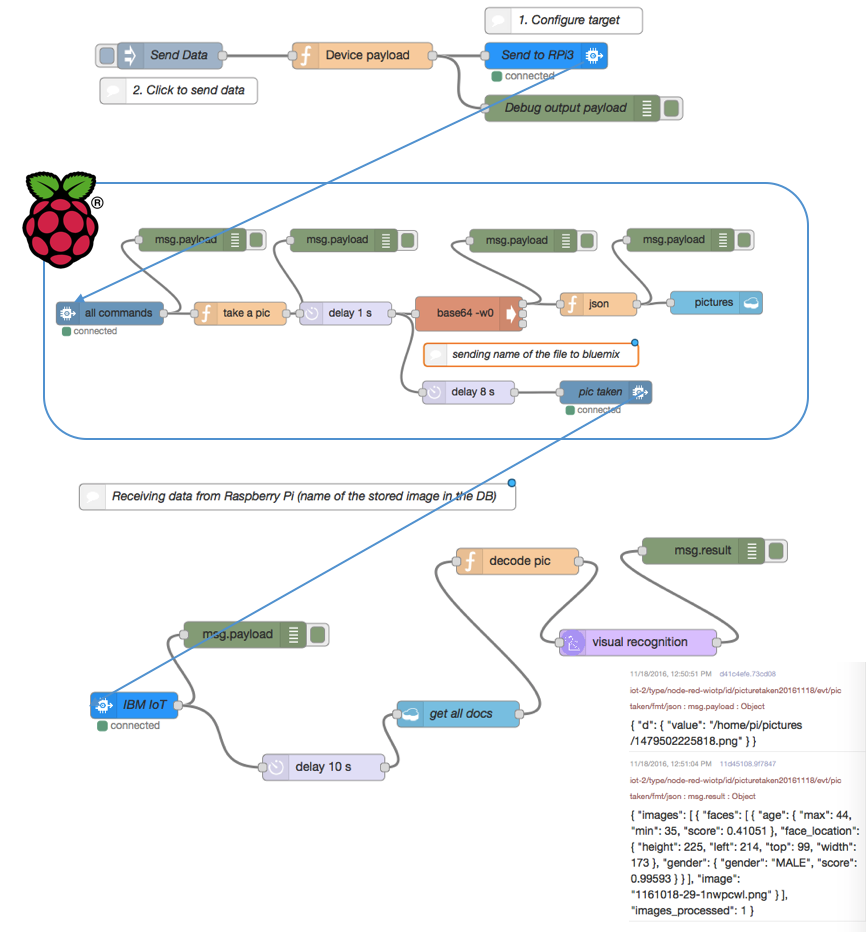 1. Configure target
Send Data
Device payload
Send to RPi3
connected
2. Click to send data
Debug output payload
®
msg.payload
msg.payload
msg.payload
msg.payload
all commands
take a pic
delay 1 s
base64 -w0
json
pictures
connected
sending name of the file to bluemix
delay 8 s
pic taken
connected
Receiving data from Raspberry Pi (name of the stored image in the DB)
decode pic
msg.result
msg.payload
visual recognition
IBM IoT
get all docs
connected
delay 10 s
11/18/2016, 12:50:51 PM d41c4efe.73cd08
iot-2/type/node-red-wiotp/id/picturetaken20161118/evt/pic
taken/fmt/json : msg.payload : Object
{ "d": { "value": "/home/pi/pictures
/1479502225818.png" } }
11/18/2016, 12:51:04 PM 11d45108.9f7847
iot-2/type/node-red-wiotp/id/picturetaken20161118/evt/pic
taken/fmt/json : msg.result : Object
{ "images": [ { "faces": [ { "age": { "max": 44,
"min": 35, "score": 0.41051 }, "face_location":
{ "height": 225, "left": 214, "top": 99, "width":
173 }, "gender": { "gender": "MALE", "score":
0.99593 } } ], "image":
"1161018-29-1nwpcwl.png" } ],
"images_processed": 1 }